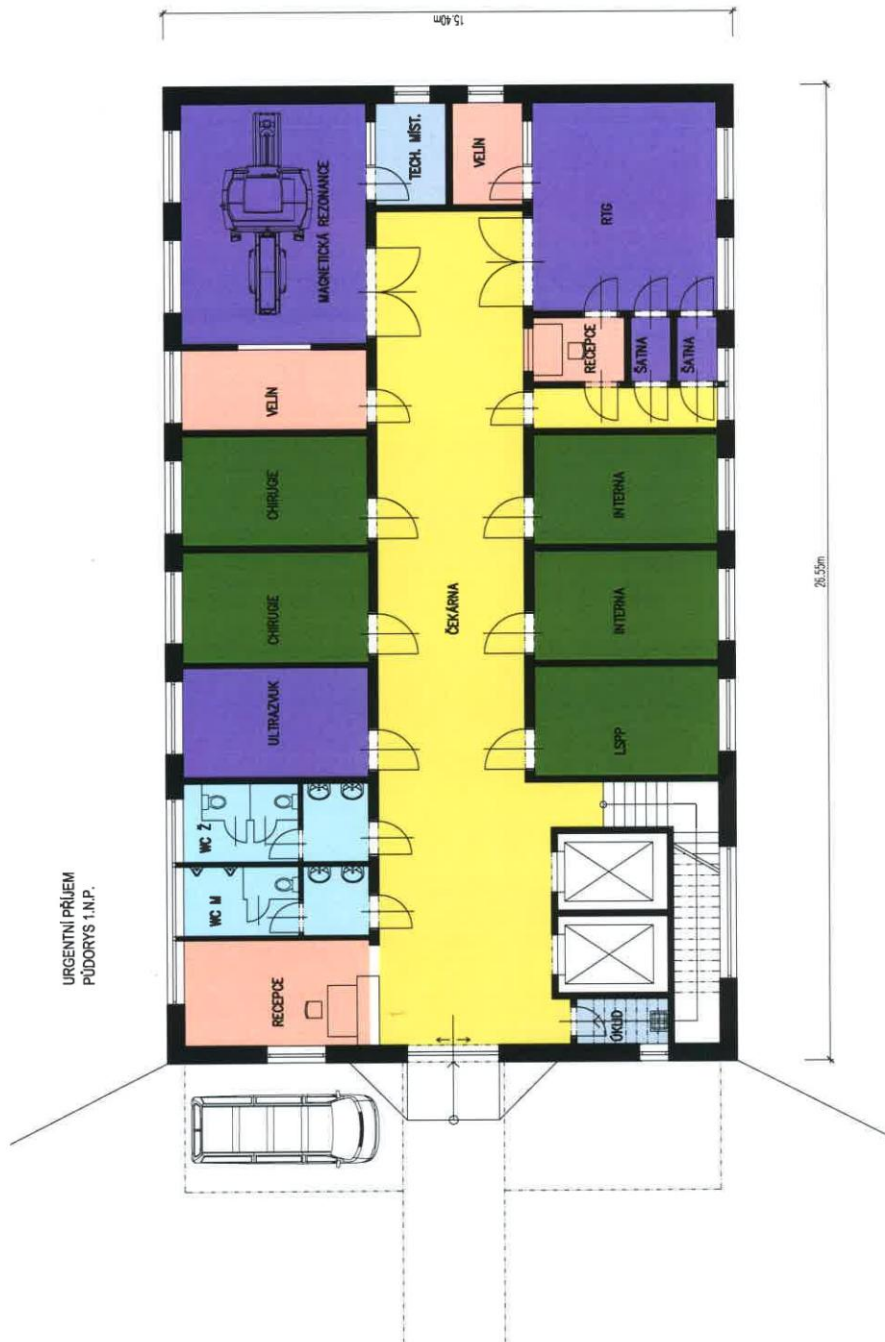 URGENTNÍ PŘÍJEM
PŮDORYS 1.N.P.
15.40m
26.55m
RECEPCE
WC M
WC Ž
ULTRAZVUK
CHIRUGIE
CHIRUGIE
VELÍN
MAGNETICKÁ REZONANCE
TECH. MÍST.
VELÍN
ČEKÁRNA
ÚKLID
LSPP
INTERNA
INTERNA
RECEPCE
ŠATNA
ŠATNA
RTG